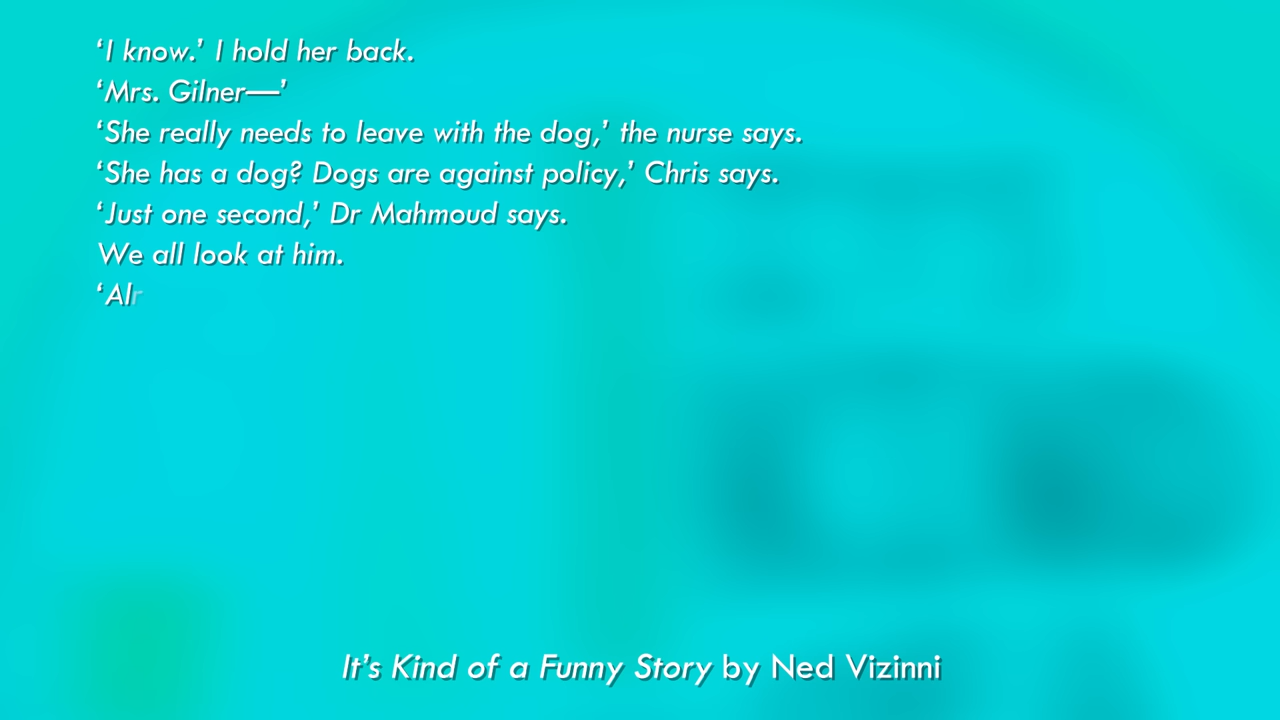 ‘I know.’ I hold her back.
‘Mrs. Gilner—’
‘She really needs to leave with the dog,’ the nurse says.
‘She has a dog? Dogs are against policy,’ Chris says.
‘Just one second,’ Dr Mahmoud says.
We all look at him.
‘Alr
It’s Kind of a Funny Story by Ned Vizinni